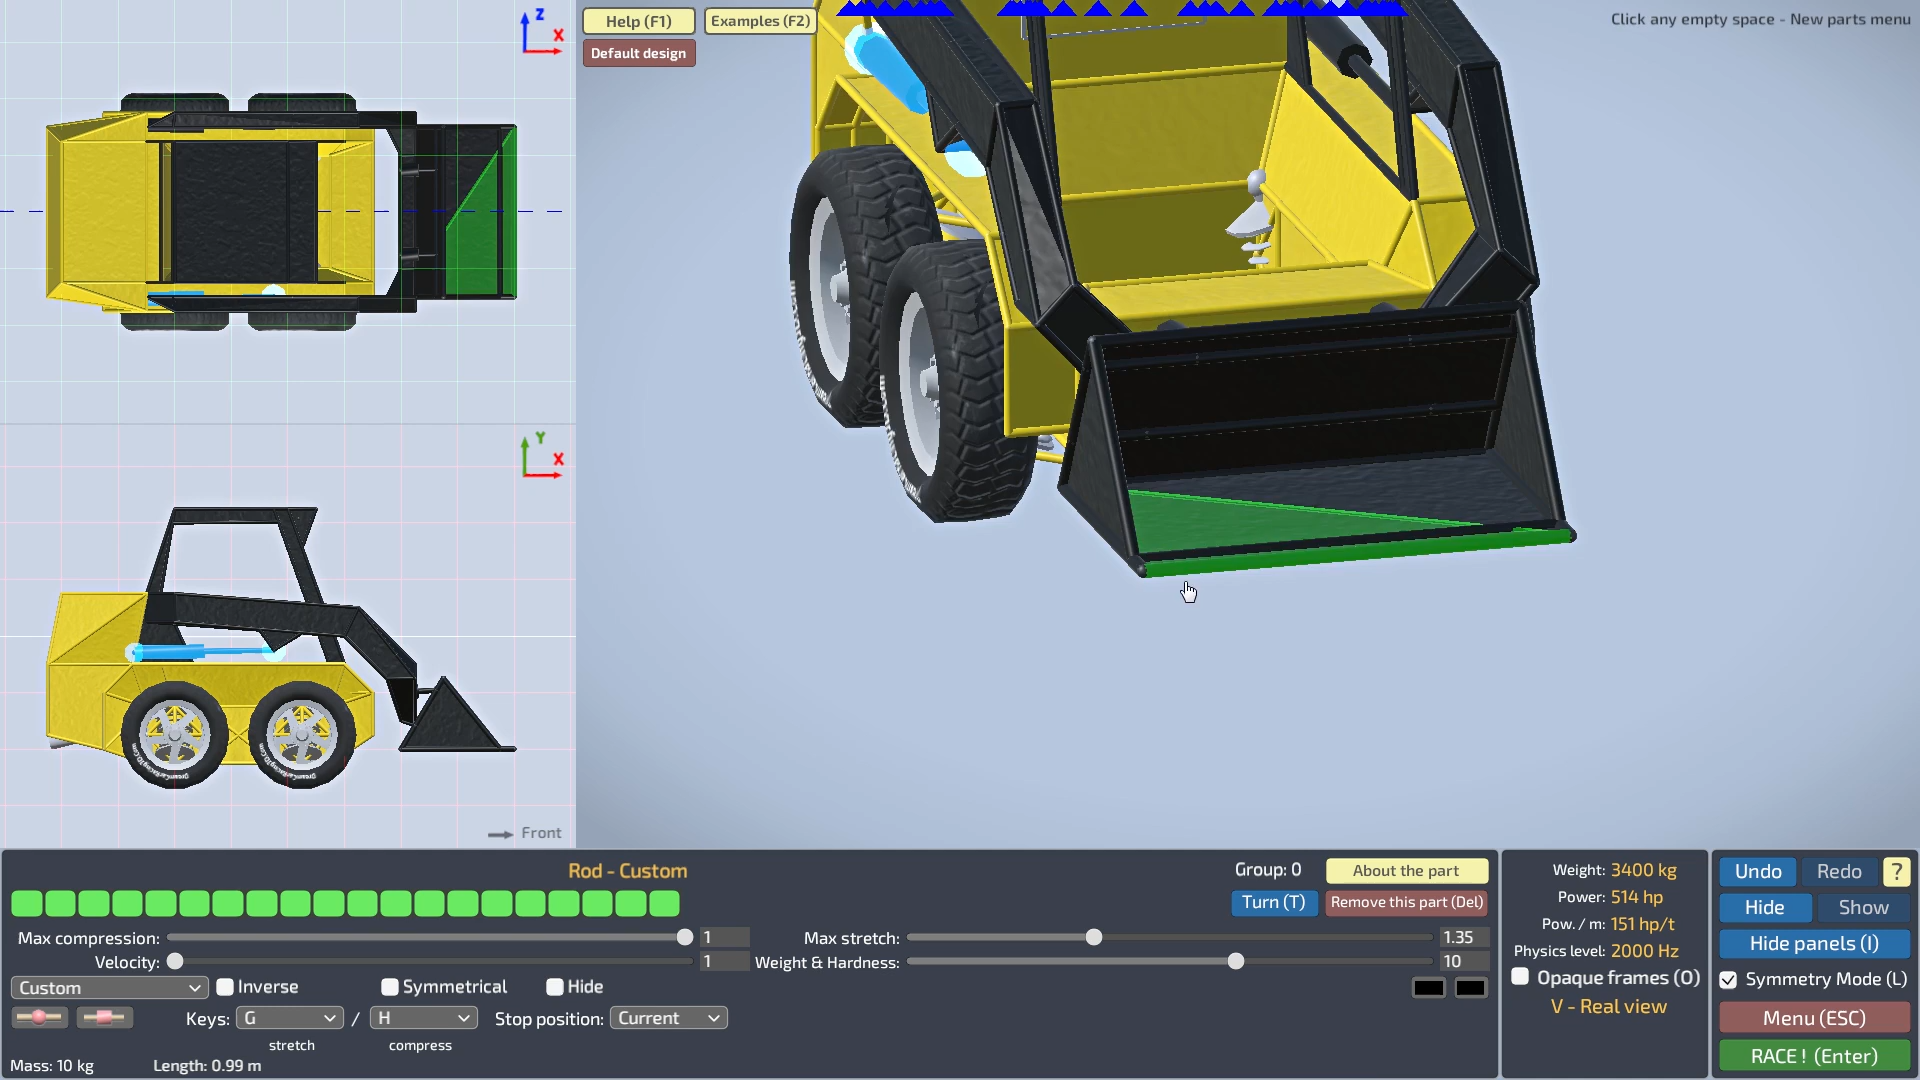 Z
X
Help (F1)
Examples (F2)
Default design
Click any empty space - New parts menu
Y
X
Front
Rod - Custom
Group: 0
About the part
Turn (T)
Remove this part (Del)
Max compression:
1
Max stretch:
1.35
Velocity:
1
Weight & Hardness:
10
Custom
Inverse
Symmetrical
Hide
Keys:
G
/
H
Stop position:
Current
stretch
compress
Mass: 10 kg
Length: 0.99 m
Weight: 3400 kg
Power: 514 hp
Pow. / m: 151 hp/t
Physics level: 2000 Hz
Opaque frames (O)
V - Real view
Undo
Redo
?
Hide
Show
Hide panels (I)
Symmetry Mode (L)
Menu (ESC)
RACE ! (Enter)